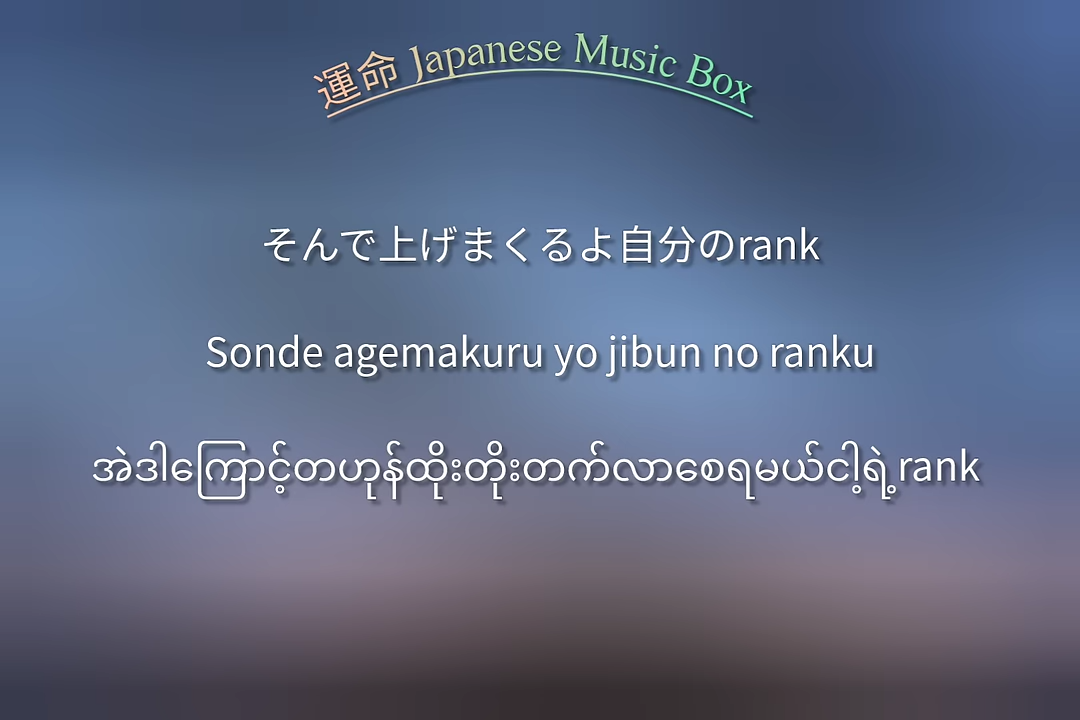 運命 Japanese Music Box
そんで上げまくるよ自分のrank
Sonde agemakuru yo jibun no ranku
အဲဒါကြောင့်တဟုန်ထိုးတိုးတက်လာစေရမယ်ငါ့ရဲ့rank